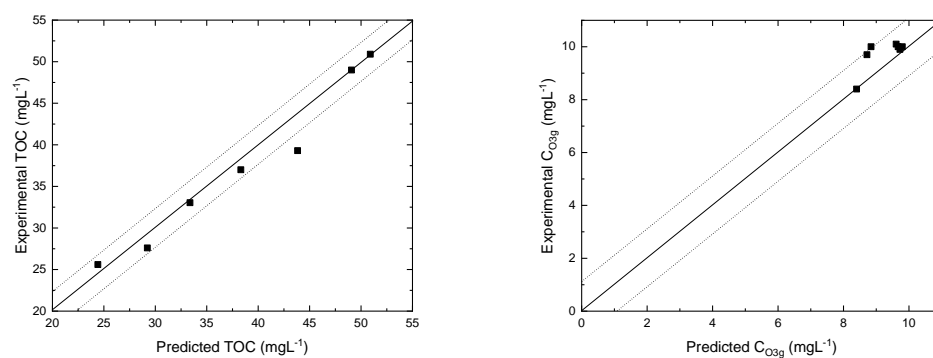 55
50
45
40
35
30
25
20
20 25 30 35 40 45 50 55
Experimental TOC (mgL⁻¹)
Predicted TOC (mgL⁻¹)
10
8
6
4
2
0
0 2 4 6 8 10
Experimental C_O3g (mgL⁻¹)
Predicted C_O3g (mgL⁻¹)